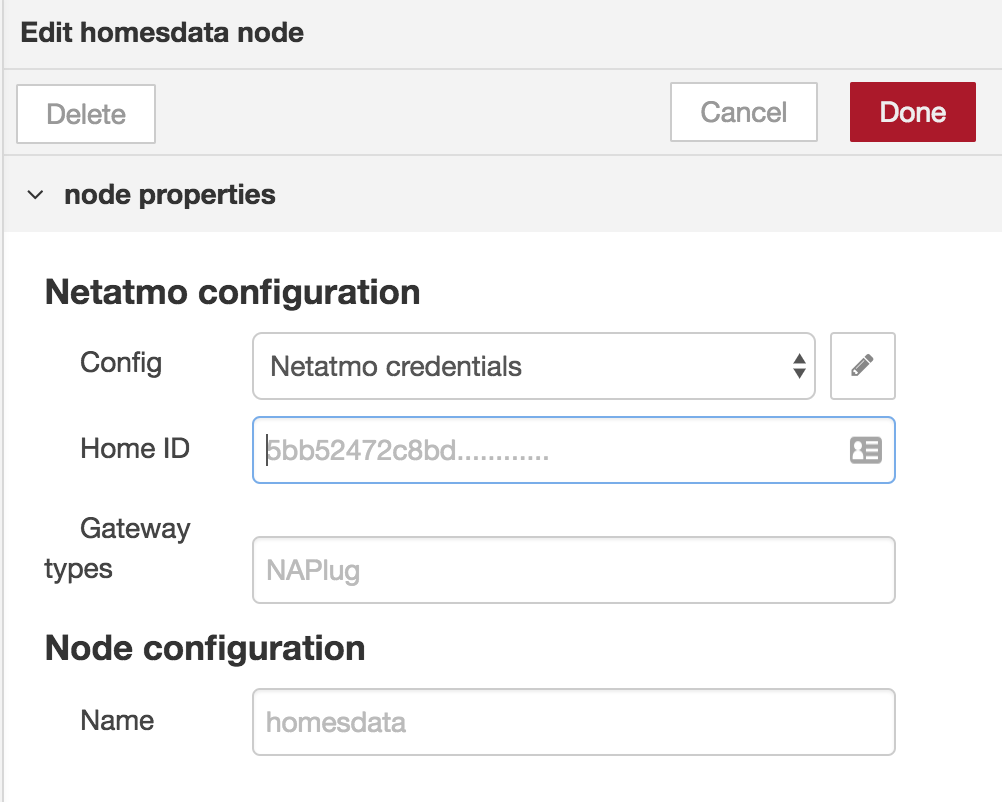 Edit homesdata node
Delete
Cancel
Done
node properties
Netatmo configuration
Config
Netatmo credentials
Home ID
5bb52472c8bd............
Gateway
types
NAPlug
Node configuration
Name
homesdata